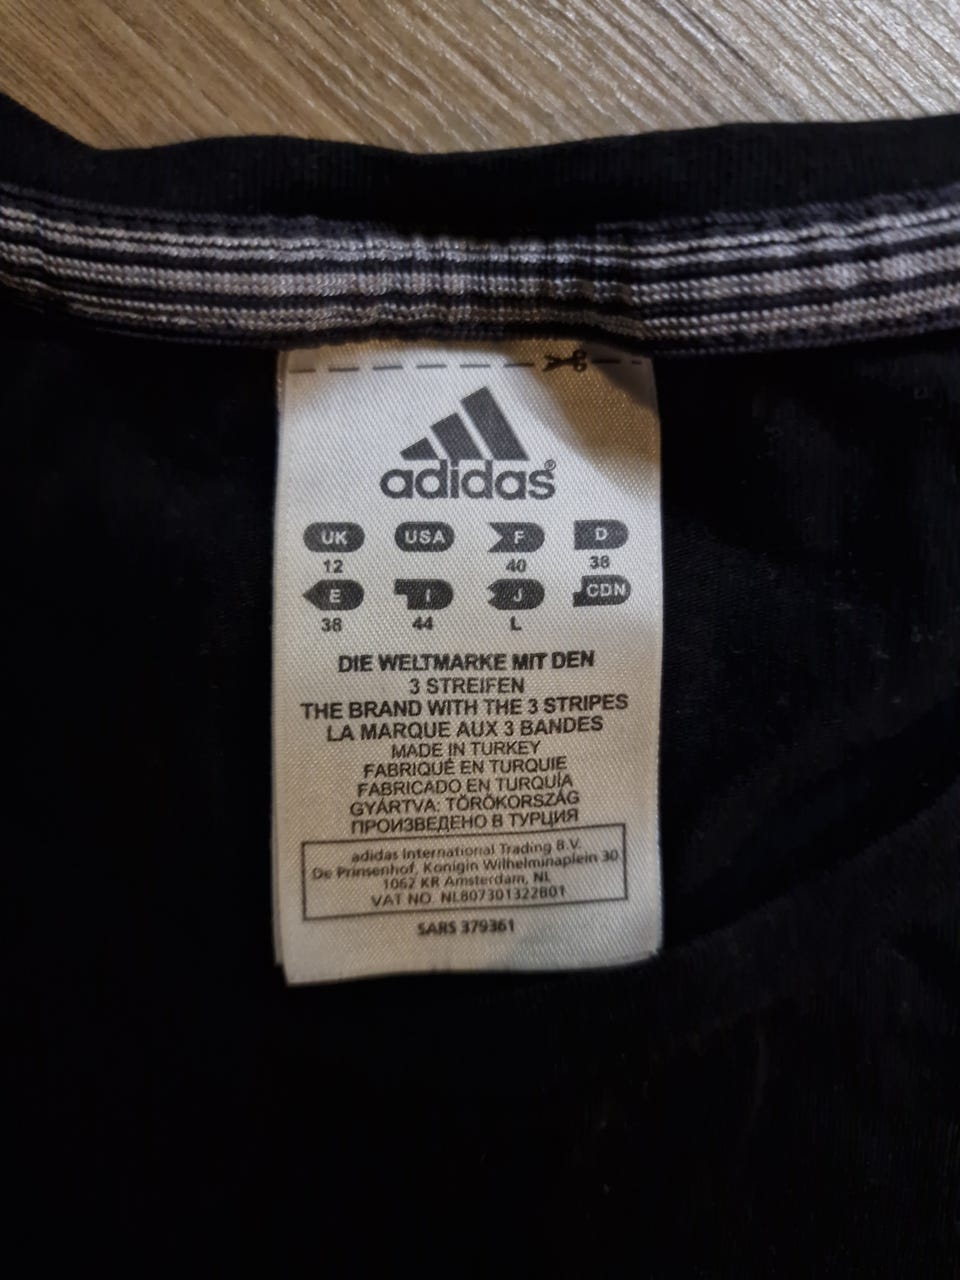 adidas®
UK USA F D
12 40 38
E I J CDN
38 44 L
DIE WELTMARKE MIT DEN
3 STREIFEN
THE BRAND WITH THE 3 STRIPES
LA MARQUE AUX 3 BANDES
MADE IN TURKEY
FABRIQUÉ EN TURQUIE
FABRICADO EN TURQUÍA
GYÁRTVA: TÖRÖKORSZÁG
ПРОИЗВЕДЕНО В ТУРЦИЯ
adidas International Trading B.V.
De Prinsenhof, Konigin Wilhelminaplein 30
1062 KR Amsterdam, NL
VAT NO. NL807301322B01
SARS 379361